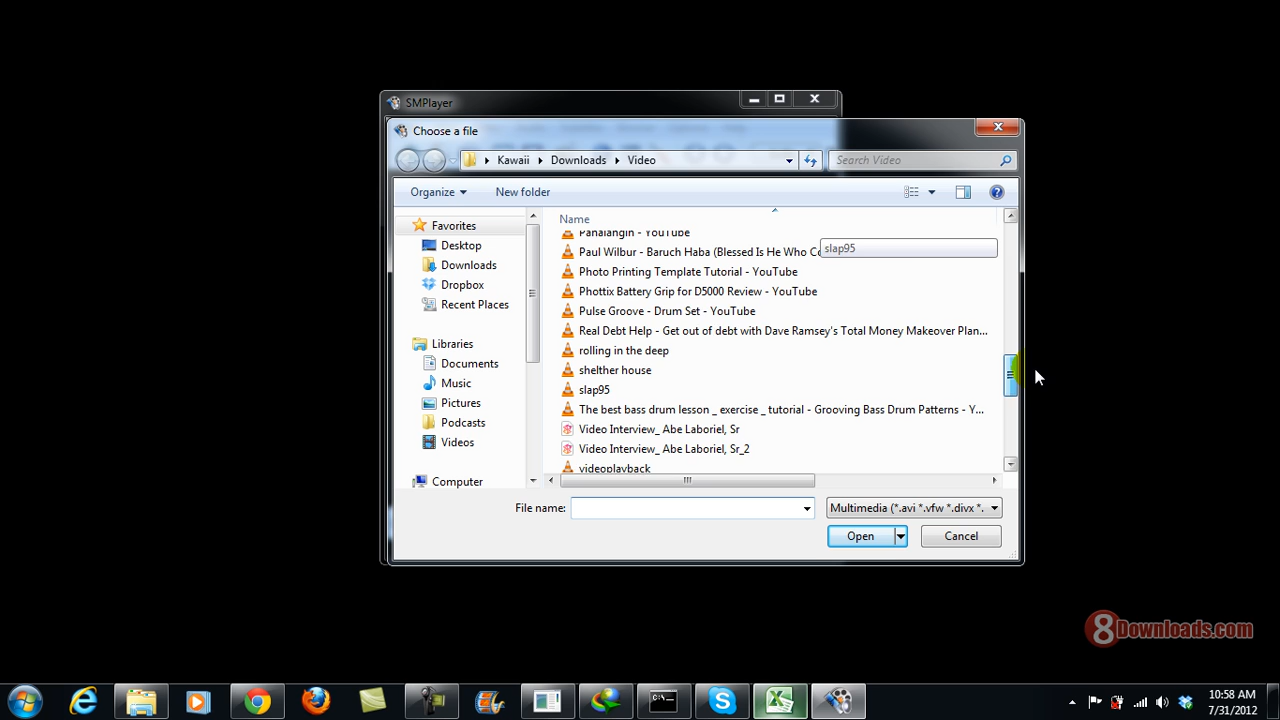 SMPlayer
Choose a file
Kawaii Downloads Video
Search Video
Organize
New folder
Favorites
Desktop
Downloads
Dropbox
Recent Places
Libraries
Documents
Music
Pictures
Podcasts
Videos
Computer
Name
Panalangin - YouTube
Paul Wilbur - Baruch Haba (Blessed Is He Who Co
slap95
Photo Printing Template Tutorial - YouTube
Phottix Battery Grip for D5000 Review - YouTube
Pulse Groove - Drum Set - YouTube
Real Debt Help - Get out of debt with Dave Ramsey's Total Money Makeover Plan...
rolling in the deep
shelther house
slap95
The best bass drum lesson _ exercise _ tutorial - Grooving Bass Drum Patterns - Y...
Video Interview_ Abe Laboriel, Sr
Video Interview_ Abe Laboriel, Sr_2
videoplayback
File name:
Multimedia (*.avi *.vfw *.divx *.
Open
Cancel
8Downloads.com
10:58 AM
7/31/2012